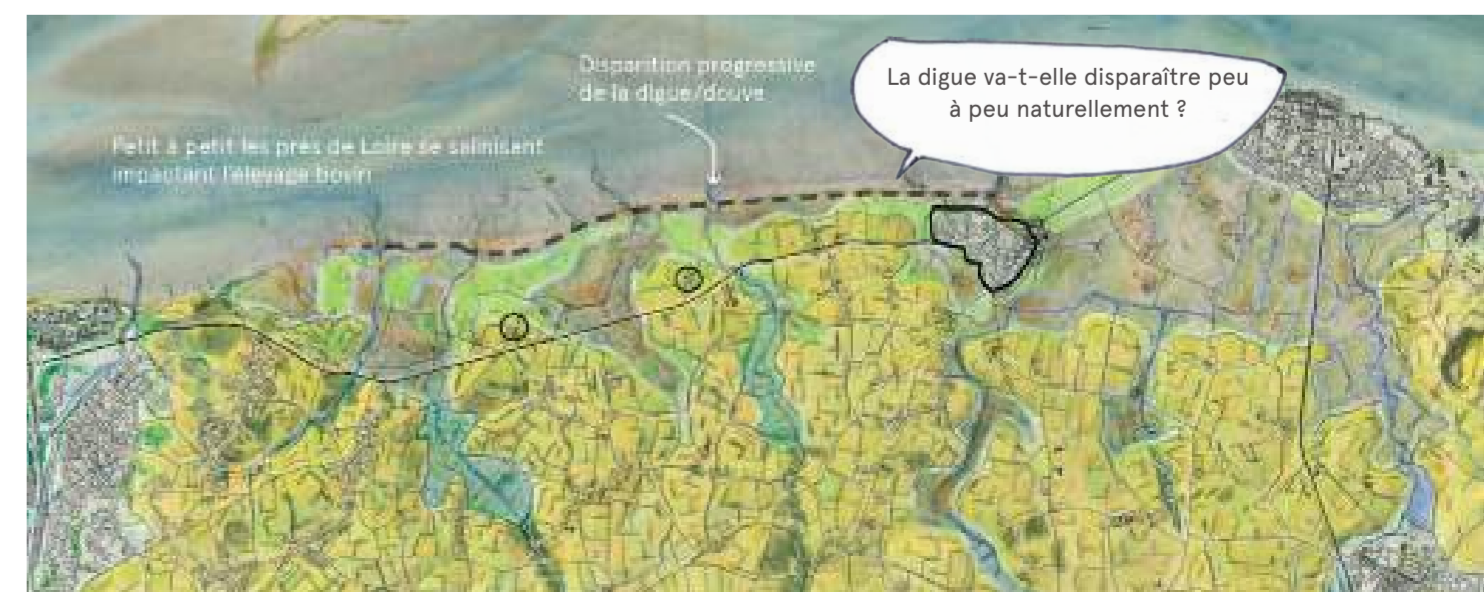 Disparition progressive
de la digue/douve
La digue va-t-elle disparaître peu
à peu naturellement ?
Petit à petit les prés de Loire se salinisent
impactant l'élevage bovin